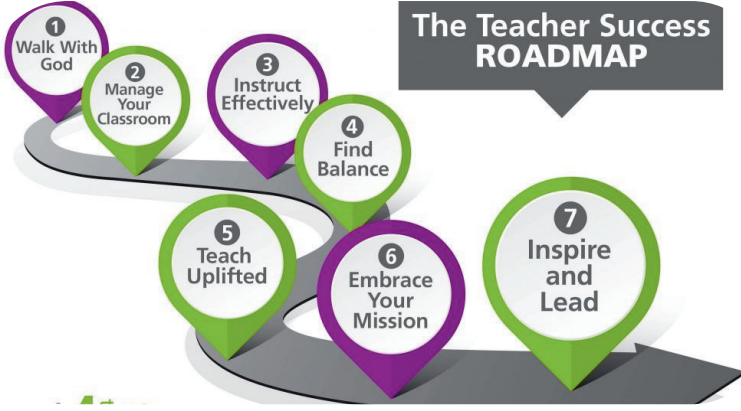 The Teacher Success
ROADMAP
1
Walk With
God
2
Manage
Your
Classroom
3
Instruct
Effectively
4
Find
Balance
5
Teach
Uplifted
6
Embrace
Your
Mission
7
Inspire
and
Lead